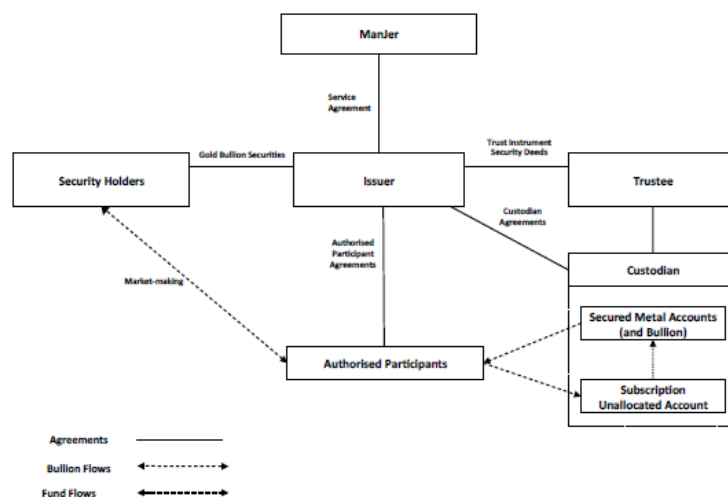 ManJer
Service
Agreement
Gold Bullion Securities
Trust Instrument
Security Deeds
Security Holders
Issuer
Trustee
Custodian
Agreements
Authorised
Participant
Agreements
Custodian
Market-making
Secured Metal Accounts
(and Bullion)
Authorised Participants
Subscription
Unallocated Account
Agreements
Bullion Flows
Fund Flows